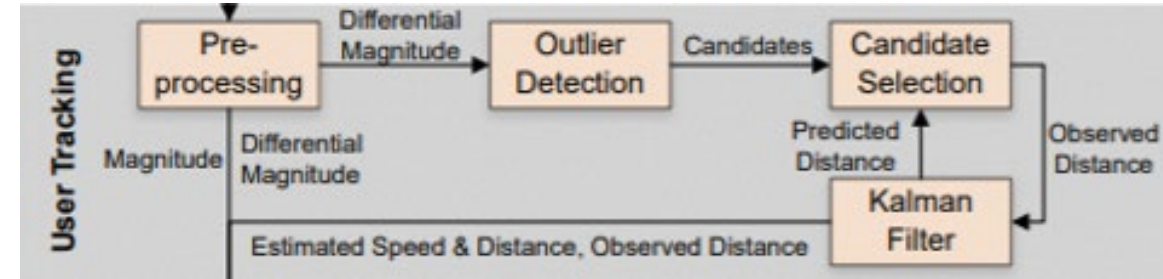 User Tracking
Pre-
processing
Differential
Magnitude
Outlier
Detection
Candidates
Candidate
Selection
Magnitude
Differential
Magnitude
Predicted
Distance
Observed
Distance
Kalman
Filter
Estimated Speed & Distance, Observed Distance